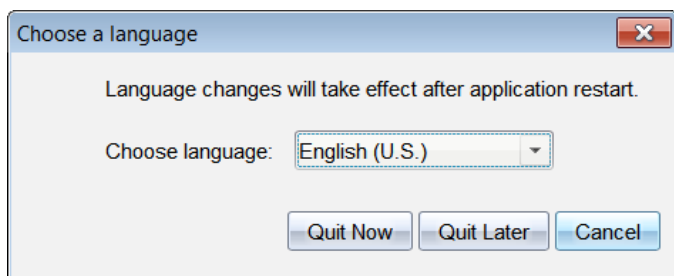 Choose a language
Language changes will take effect after application restart.
Choose language: English (U.S.)
Quit Now Quit Later Cancel